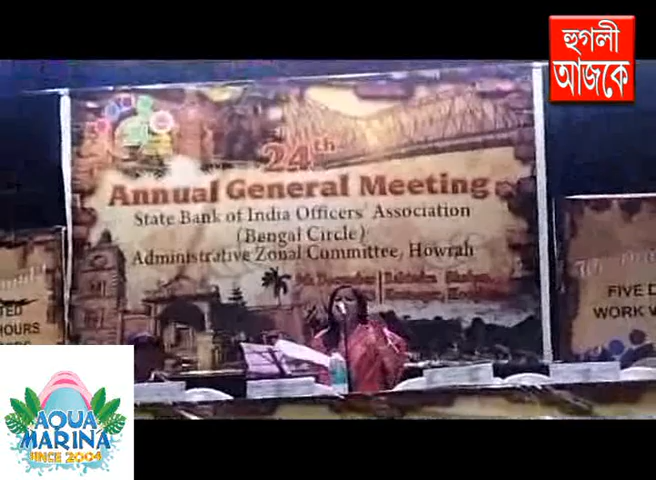 হুগলী
আজকে
24th
Annual General Meeting
State Bank of India Officers' Association
(Bengal Circle)
Administrative Zonal Committee, Howrah
HOURS
FIVE D
WORK W
AQUA
MARINA
SINCE 2004